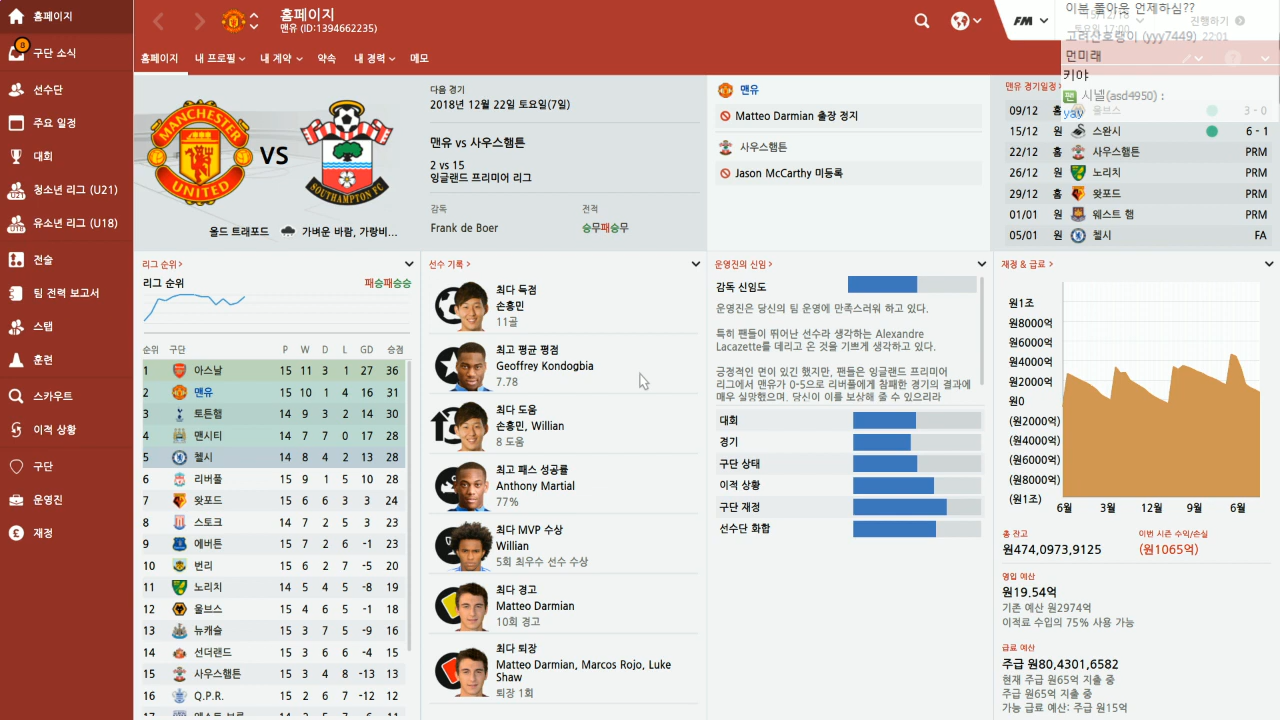 홈페이지
구단 소식
8
선수단
주요 일정
대회
청소년 리그 (U21)
유소년 리그 (U18)
전술
팀 전력 보고서
스탭
훈련
스카우트
이적 상황
구단
운영진
재정
홈페이지
맨유 (ID:1394662235)
홈페이지
내 프로필
내 계약
약속
내 경력
메모
FM
이분 풀아웃 언제하심??
15/12/18
토요일 17:00
진행하기
고려산호랭이 (yyy7449) 22:01
먼미래
키야
시넬(asd4950) :
yay
MANCHESTER
UNITED
VS
SOUTHAMPTON FC
올드 트래포드
가벼운 바람, 가랑비...
다음 경기
2018년 12월 22일 토요일(7일)
맨유 vs 사우스햄튼
2 vs 15
잉글랜드 프리미어 리그
감독
전적
Frank de Boer
승무패승무
맨유
Matteo Darmian 출장 정지
사우스햄튼
Jason McCarthy 미등록
맨유 경기일정
09/12 홈 울브스 3 - 0
15/12 원 스완시 6 - 1
22/12 홈 사우스햄튼 PRM
26/12 원 노리치 PRM
29/12 홈 왓포드 PRM
01/01 원 웨스트 햄 PRM
05/01 원 첼시 FA
리그 순위
리그 순위
패승패승승
순위 구단 P W D L GD 승점
1 아스날 15 11 3 1 27 36
2 맨유 15 10 1 4 16 31
3 토튼햄 14 9 3 2 14 30
4 맨시티 14 7 7 0 17 28
5 첼시 14 8 4 2 13 28
6 리버풀 15 9 1 5 10 28
7 왓포드 15 6 6 3 3 24
8 스토크 14 7 2 5 3 23
9 에버튼 15 7 2 6 -1 23
10 번리 15 6 2 7 -5 20
11 노리치 14 5 4 5 -8 19
12 울브스 15 4 6 5 -1 18
13 뉴캐슬 15 3 7 5 -9 16
14 선더랜드 15 3 6 6 -4 15
15 사우스햄튼 15 3 4 8 -13 13
16 Q.P.R. 15 2 6 7 -12 12
선수 기록
최다 득점
손흥민
11골
최고 평균 평점
Geoffrey Kondogbia
7.78
최다 도움
손흥민, Willian
8 도움
최고 패스 성공률
Anthony Martial
77%
최다 MVP 수상
Willian
5회 최우수 선수 수상
최다 경고
Matteo Darmian
10회 경고
최다 퇴장
Matteo Darmian, Marcos Rojo, Luke
Shaw
퇴장 1회
운영진의 신임
감독 신임도
운영진은 당신의 팀 운영에 만족스러워 하고 있다.
특히 팬들이 뛰어난 선수라 생각하는 Alexandre
Lacazette를 데리고 온 것을 기쁘게 생각하고 있다.
긍정적인 면이 있긴 했지만, 팬들은 잉글랜드 프리미어
리그에서 맨유가 0-5으로 리버풀에게 참패한 경기의 결과에
매우 실망했으며, 당신이 이를 보상해 줄 수 있으리라
대회
경기
구단 상태
이적 상황
구단 재정
선수단 화합
재정 & 급료
원1조
원8000억
원6000억
원4000억
원2000억
원0
(원2000억)
(원4000억)
(원6000억)
(원8000억)
(원1조)
6월 3월 12월 9월 6월
총 잔고
원474,0973,9125
이번 시즌 수익/손실
(원1065억)
영입 예산
원19.54억
기존 예산 원2974억
이적료 수입의 75% 사용 가능
급료 예산
주급 원80,4301,6582
현재 주급 원65억 지출 중
주급 원65억 지출 중
가능 급료 예산: 주급 원15억